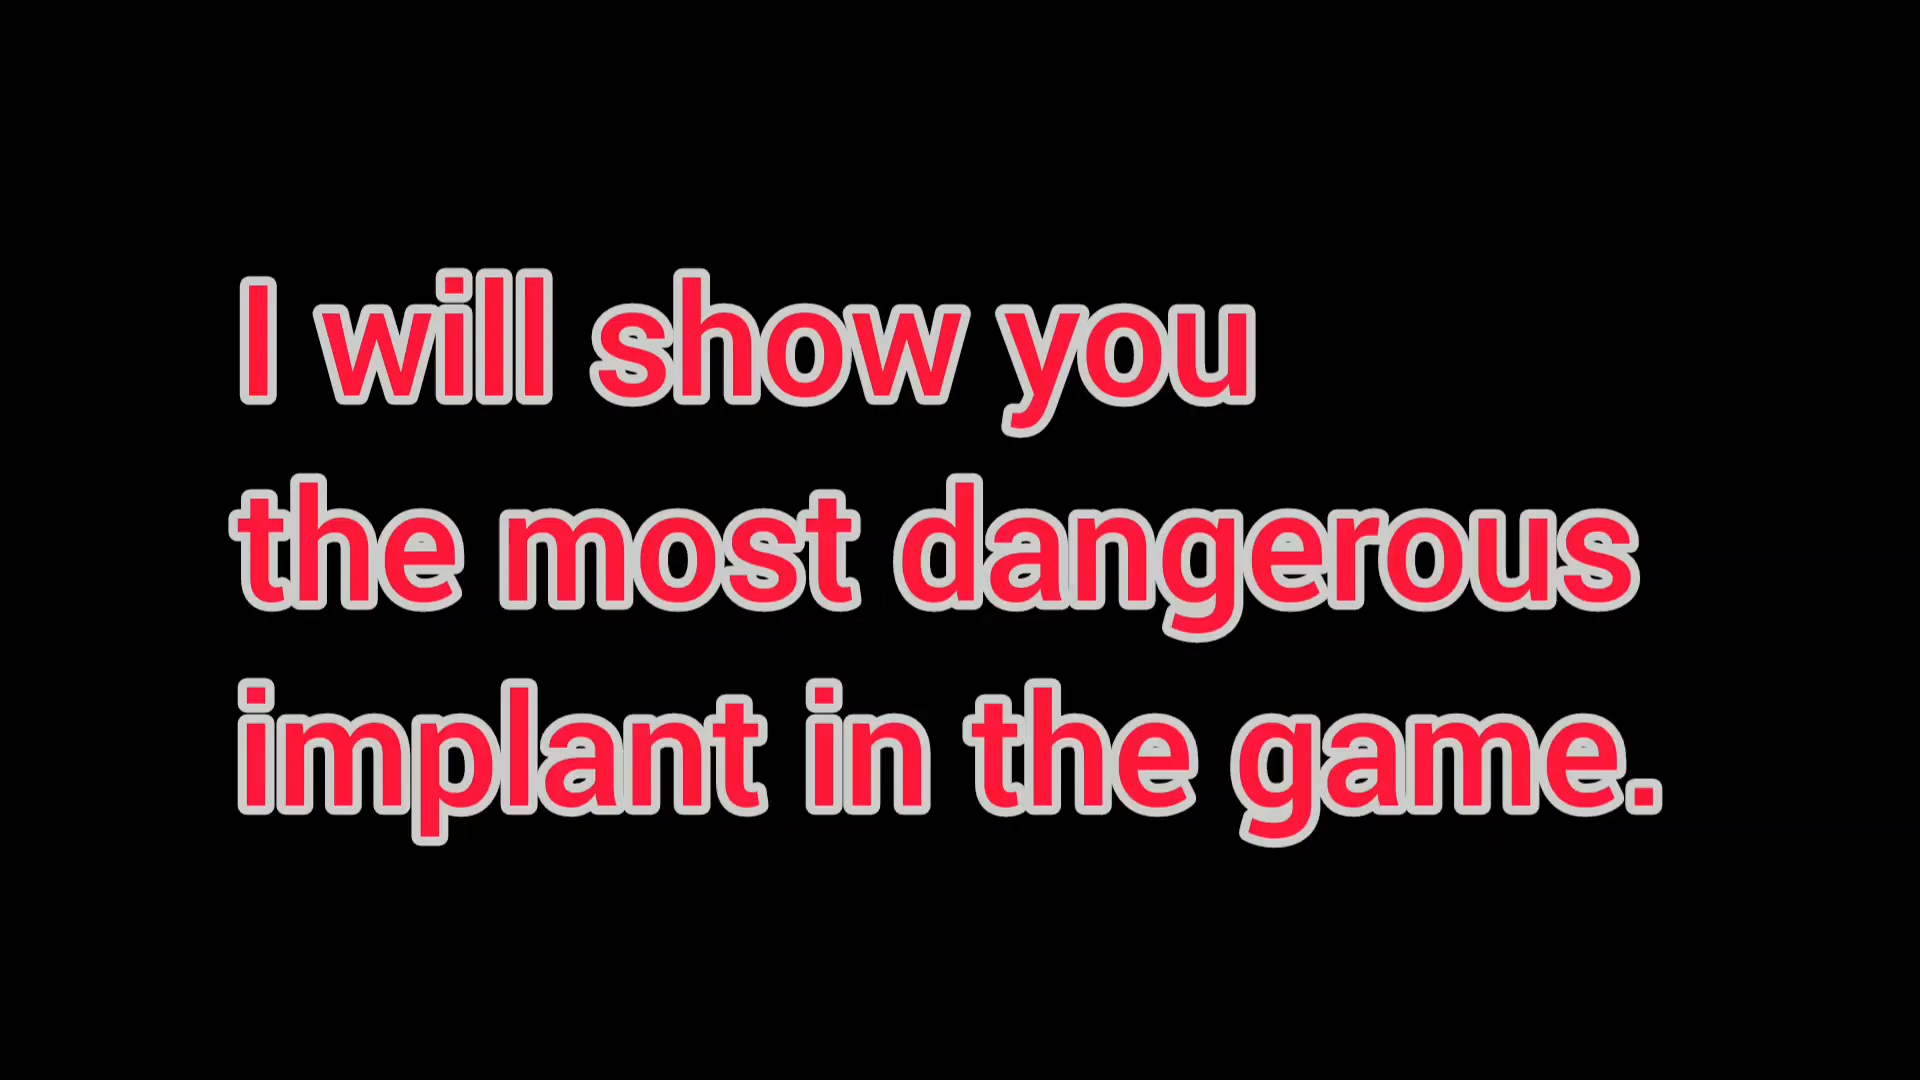 I will show you
the most dangerous
implant in the game.